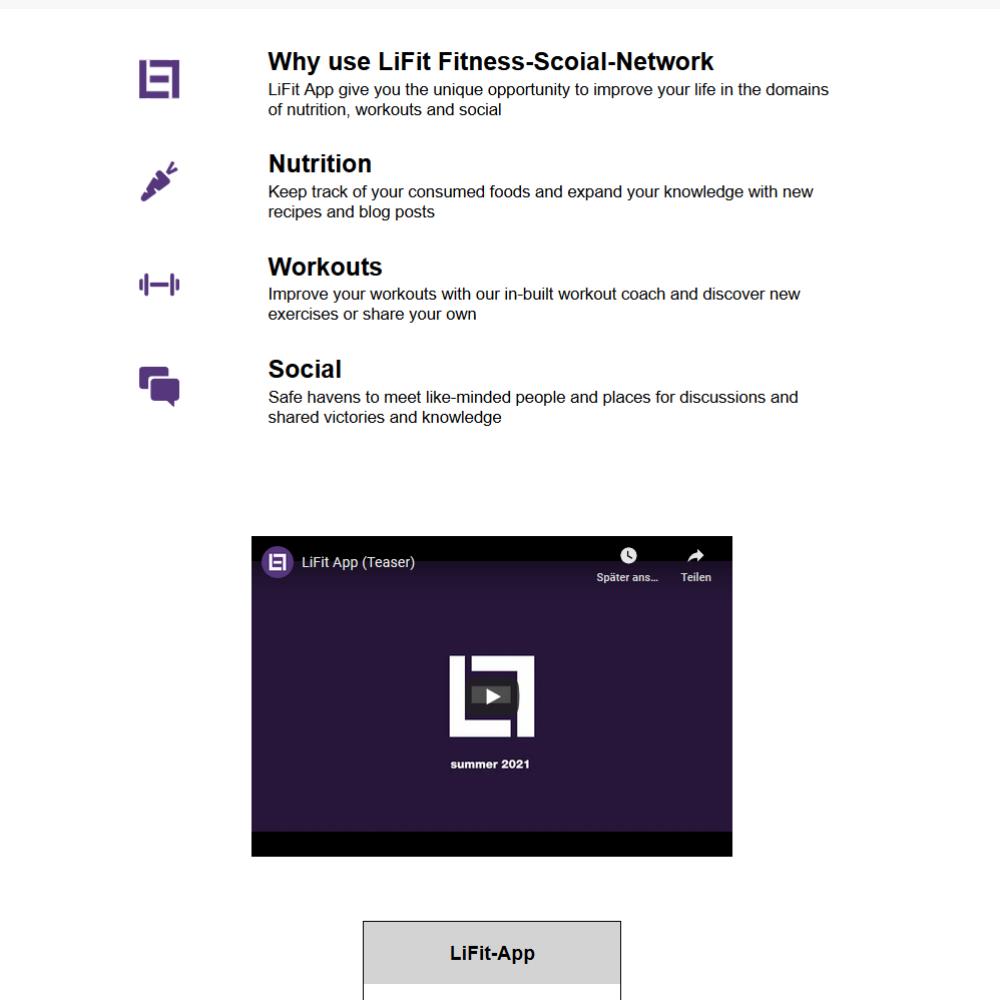 Why use LiFit Fitness-Scoial-Network
LiFit App give you the unique opportunity to improve your life in the domains
of nutrition, workouts and social
Nutrition
Keep track of your consumed foods and expand your knowledge with new
recipes and blog posts
Workouts
Improve your workouts with our in-built workout coach and discover new
exercises or share your own
Social
Safe havens to meet like-minded people and places for discussions and
shared victories and knowledge
LiFit App (Teaser)
Später ans...
Teilen
summer 2021
LiFit-App